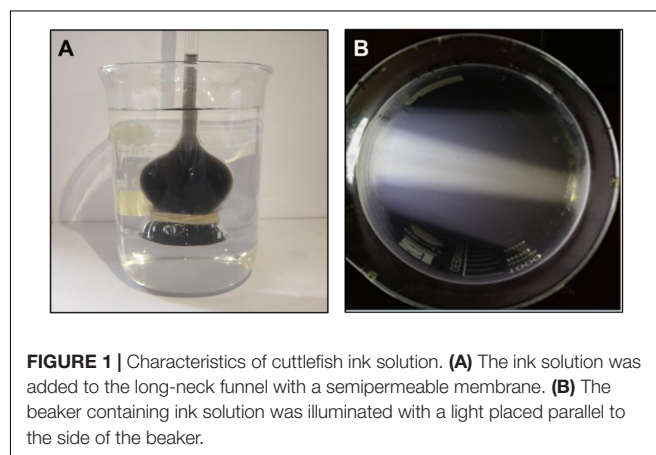 A
B
FIGURE 1 | Characteristics of cuttlefish ink solution. (A) The ink solution was
added to the long-neck funnel with a semipermeable membrane. (B) The
beaker containing ink solution was illuminated with a light placed parallel to
the side of the beaker.